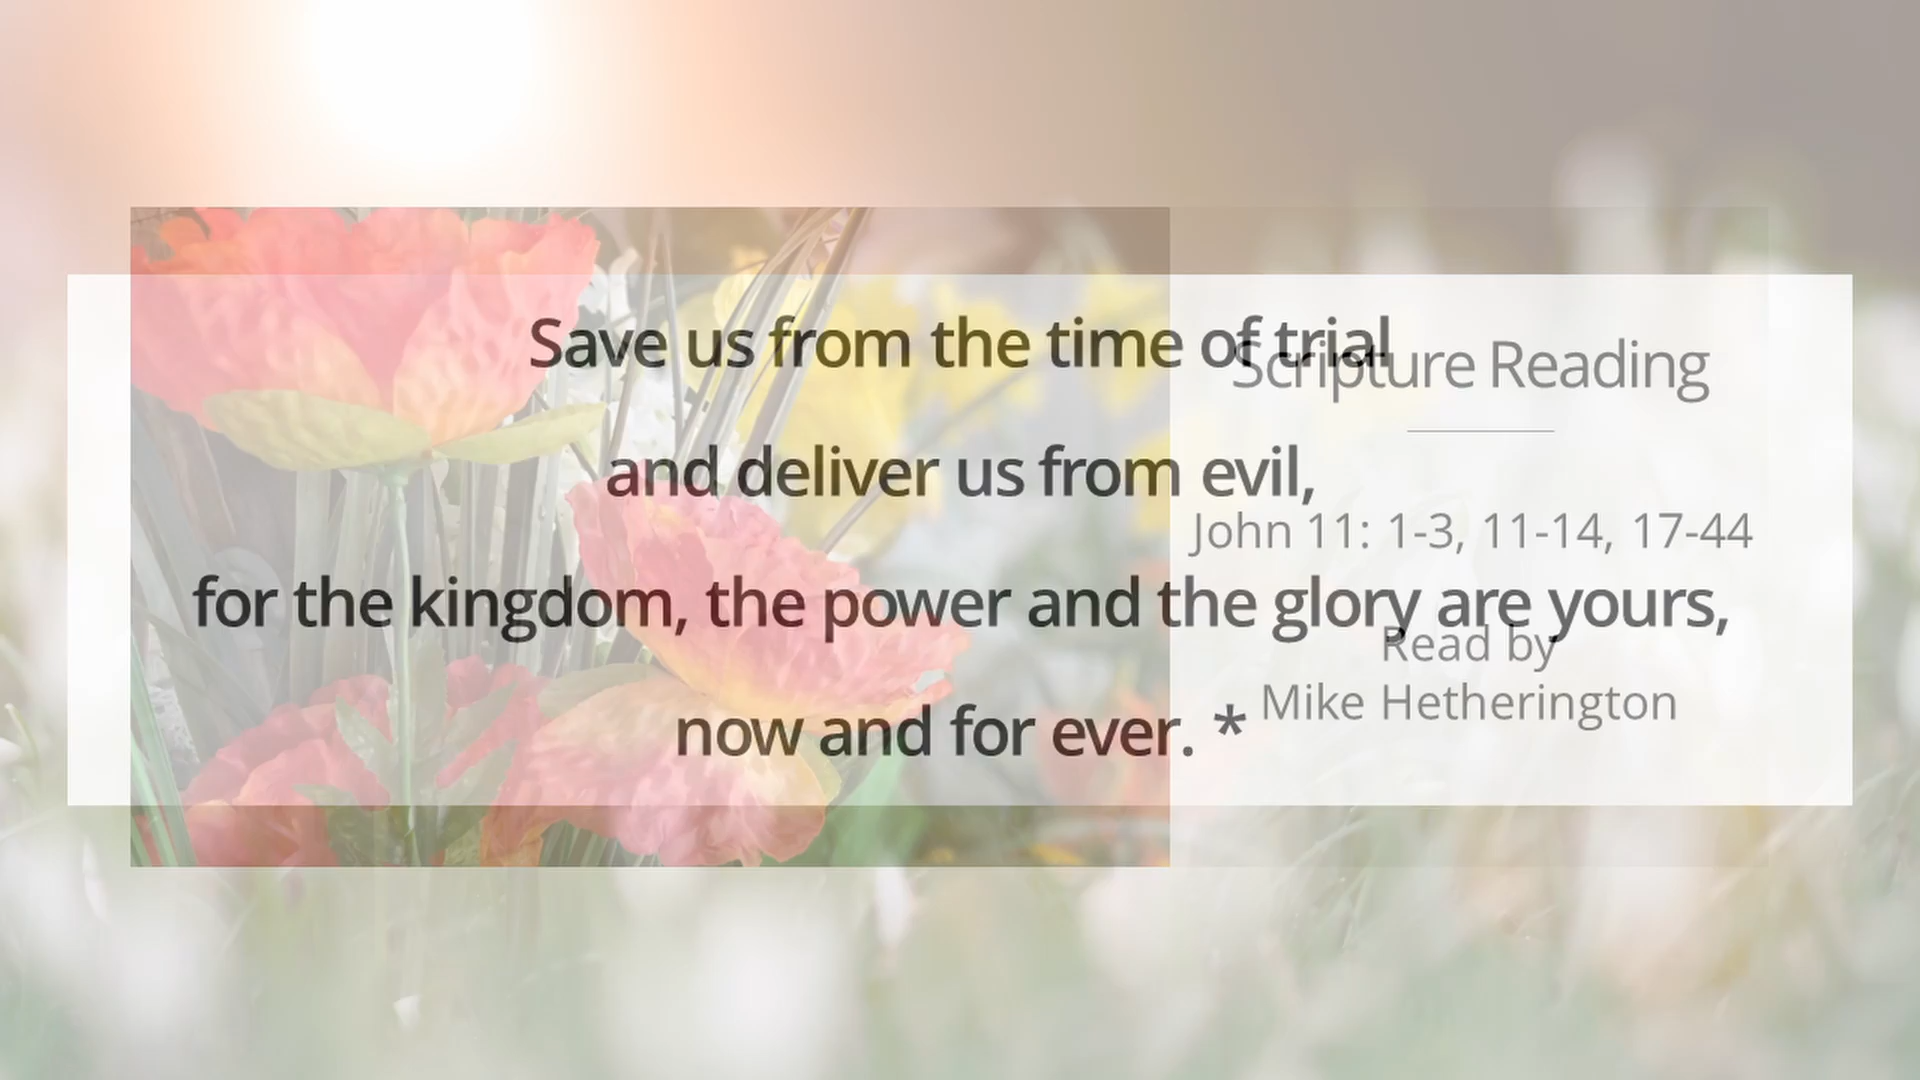 Save us from the time of trial
and deliver us from evil,
for the kingdom, the power and the glory are yours,
now and for ever. *
Scripture Reading
John 11: 1-3, 11-14, 17-44
Read by
Mike Hetherington